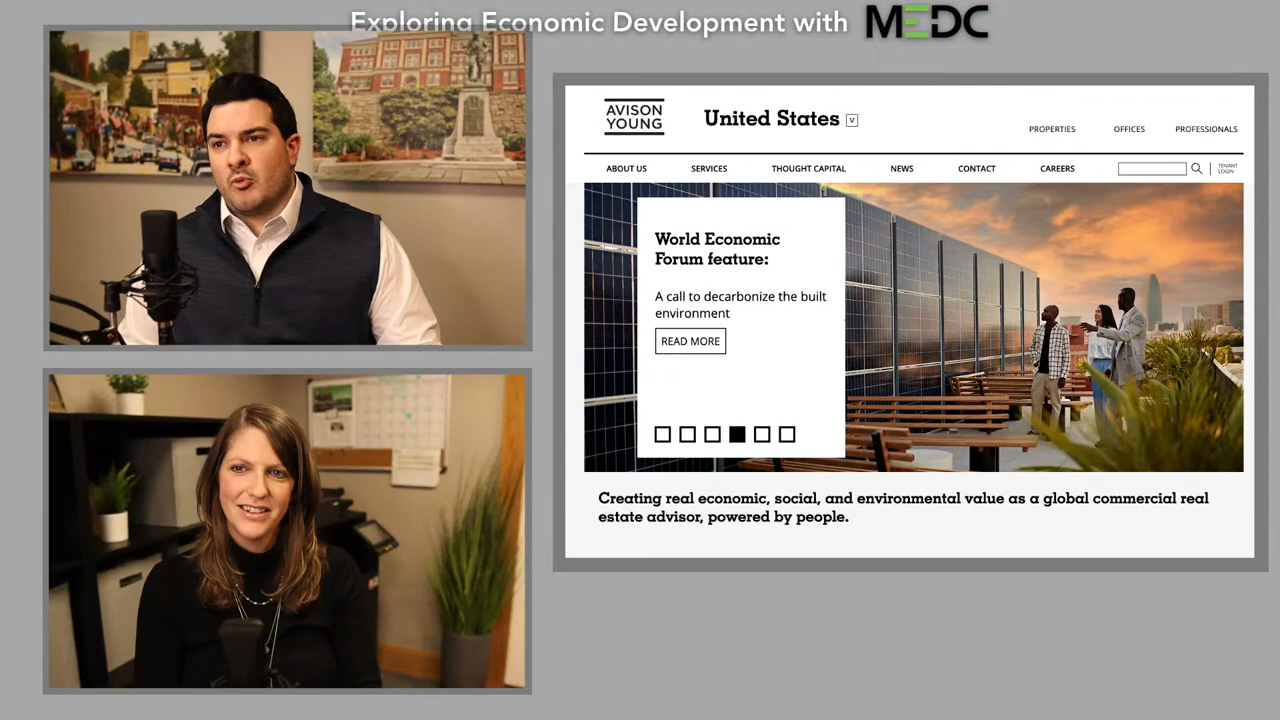 Exploring Economic Development with MEDC
AVISON
YOUNG
United States v
PROPERTIES OFFICES PROFESSIONALS
ABOUT US SERVICES THOUGHT CAPITAL NEWS CONTACT CAREERS
TENANT
LOGIN
World Economic
Forum feature:
A call to decarbonize the built
environment
READ MORE
Creating real economic, social, and environmental value as a global commercial real
estate advisor, powered by people.